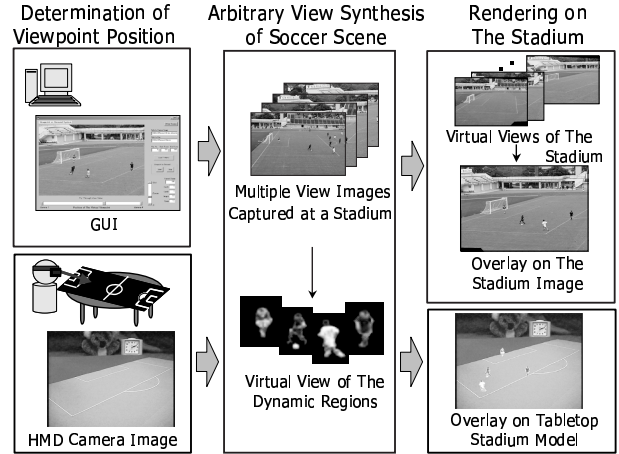 Determination of
Viewpoint Position
Arbitrary View Synthesis
of Soccer Scene
Rendering on
The Stadium
GUI
HMD Camera Image
Multiple View Images
Captured at a Stadium
Virtual View of The
Dynamic Regions
Virtual Views of The
Stadium
Overlay on The
Stadium Image
Overlay on Tabletop
Stadium Model